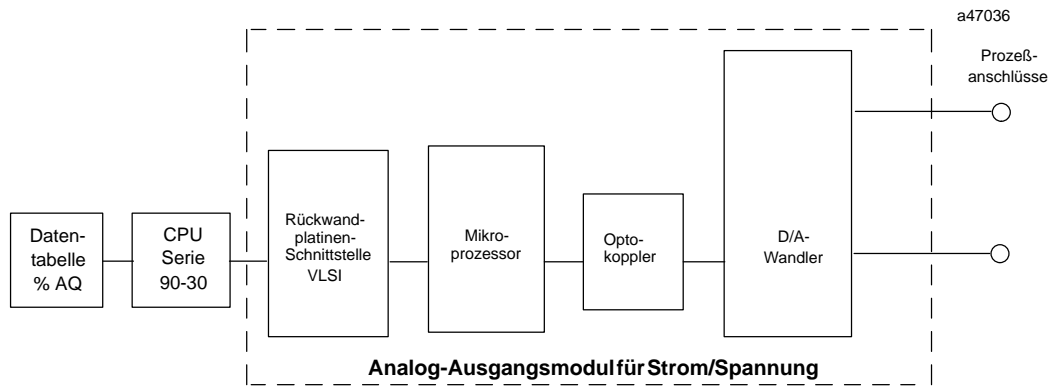 a47036
Prozeß-
anschlüsse
Daten-
tabelle
% AQ
CPU
Serie
90-30
Rückwand-
platinen-
Schnittstelle
VLSI
Mikro-
prozessor
Opto-
koppler
D/A-
Wandler
Analog-Ausgangsmodul für Strom/Spannung